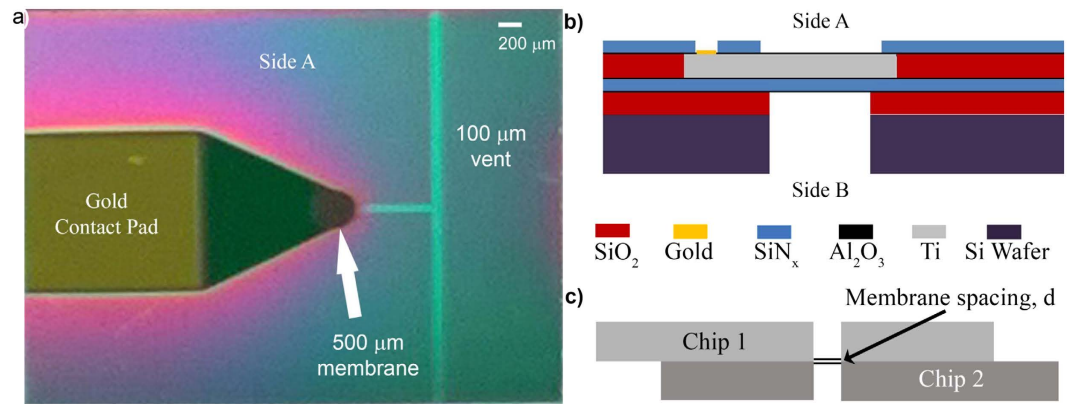 a)
200 μm
Side A
100 μm
vent
Gold
Contact Pad
500 μm
membrane
b)
Side A
Side B
SiO₂
Gold
SiNₓ
Al₂O₃
Ti
Si Wafer
c)
Membrane spacing, d
Chip 1
Chip 2